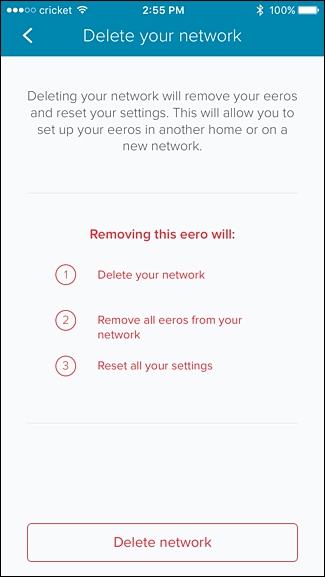 cricket 2:55 PM 100%
Delete your network
Deleting your network will remove your eeros
and reset your settings. This will allow you to
set up your eeros in another home or on a
new network.
Removing this eero will:
1 Delete your network
2 Remove all eeros from your
network
3 Reset all your settings
Delete network